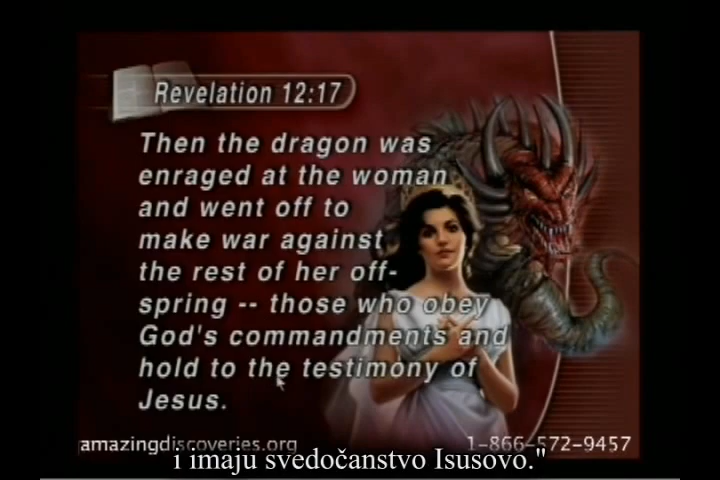 Revelation 12:17
Then the dragon was
enraged at the woman
and went off to
make war against
the rest of her off-
spring -- those who obey
God's commandments and
hold to the testimony of
Jesus.
amazingdiscoveries.org 1-866-572-9457
i imaju svedočanstvo Isusovo."